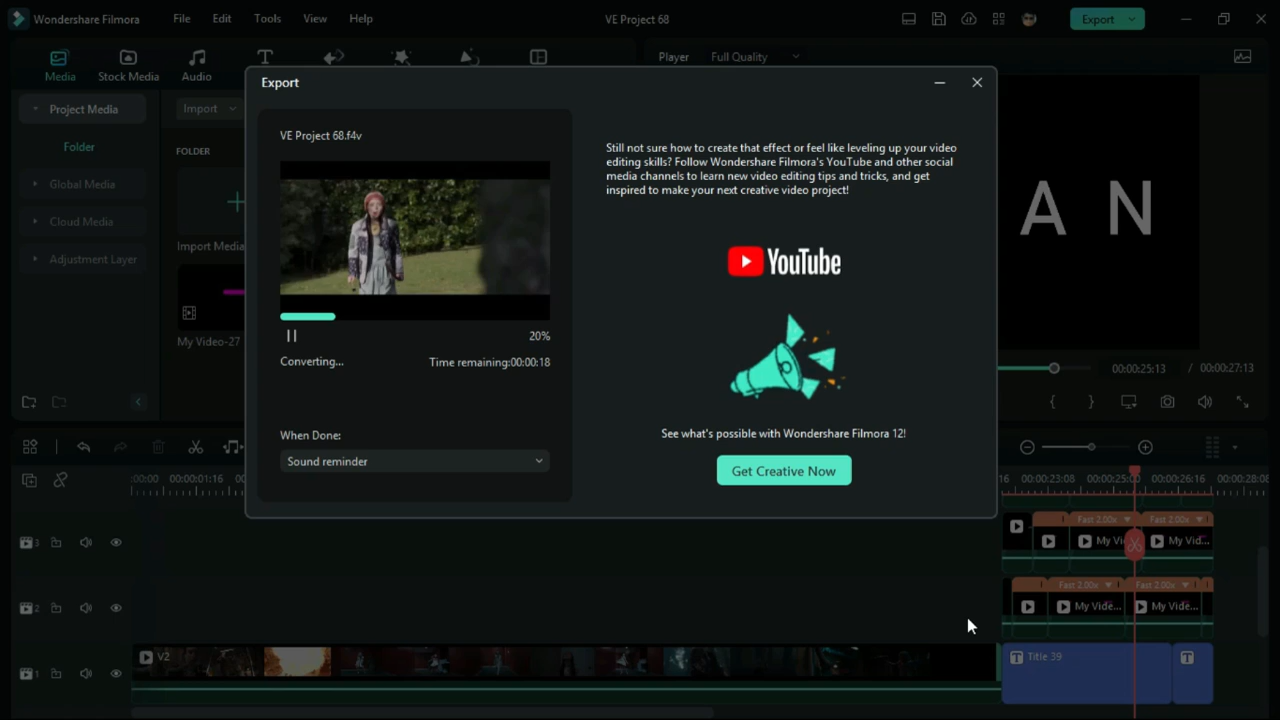 Wondershare Filmora
File
Edit
Tools
View
Help
VE Project 68
Export
Media
Stock Media
Audio
Player
Full Quality
Export
Project Media
Import
VE Project 68.f4v
Folder
FOLDER
Still not sure how to create that effect or feel like leveling up your video
editing skills? Follow Wondershare Filmora's YouTube and other social
media channels to learn new video editing tips and tricks, and get
inspired to make your next creative video project!
Global Media
Cloud Media
Import Media
A N
Adjustment Layer
YouTube
My Video-27
20%
Converting...
Time remaining:00:00:18
00:00:25:13
/ 00:00:27:13
{ }
When Done:
See what's possible with Wondershare Filmora 12!
Sound reminder
Get Creative Now
:00:00
00:00:01:16
00
16
00:00:23:08
00:00:25:00
00:00:26:16
00:00:28:08
3
Fast 2.00x
Fast 2.00x
My Vi
My Vid...
2
Fast 2.00x
Fast 2.00x
My Vide...
My Vide...
1
V2
Title 39